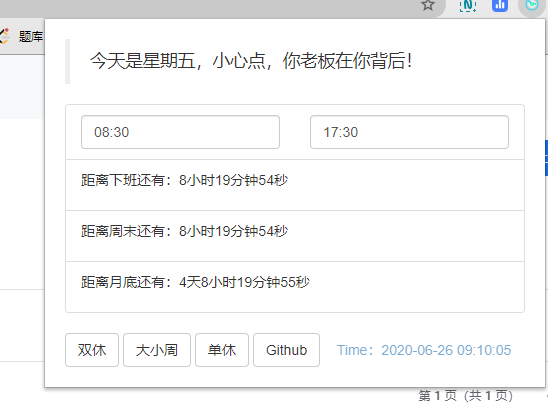 题库
今天是星期五，小心点，你老板在你背后！
08:30 17:30
距离下班还有：8小时19分钟54秒
距离周末还有：8小时19分钟54秒
距离月底还有：4天8小时19分钟55秒
双休 大小周 单休 Github Time：2020-06-26 09:10:05
第 1 页（共 1 页）